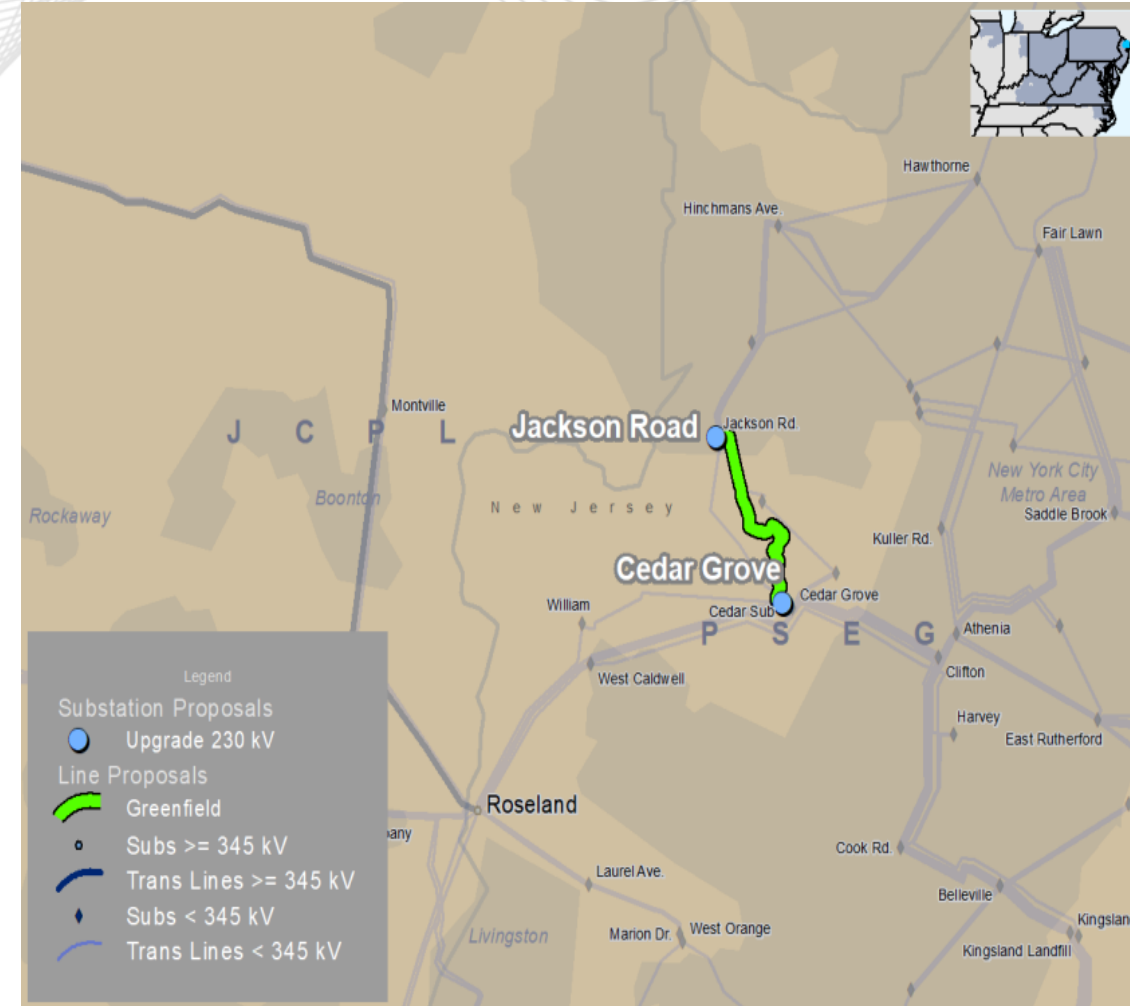 Hawthorne
Hinchmans Ave.
Fair Lawn
Montville
J C P L
Jackson Road
Jackson Rd.
New York City
Metro Area
Boonton
New Jersey
Saddle Brook
Rockaway
Kuller Rd.
Cedar Grove
William
Cedar Sub
Cedar Grove
P S E G
Athenia
Clifton
West Caldwell
Harvey
East Rutherford
Legend
Substation Proposals
Upgrade 230 kV
Line Proposals
Greenfield
Subs >= 345 kV
Trans Lines >= 345 kV
Subs < 345 kV
Trans Lines < 345 kV
Roseland
any
Cook Rd.
Laurel Ave.
Belleville
Livingston
Marion Dr.
West Orange
Kingslan
Kingsland Landfill